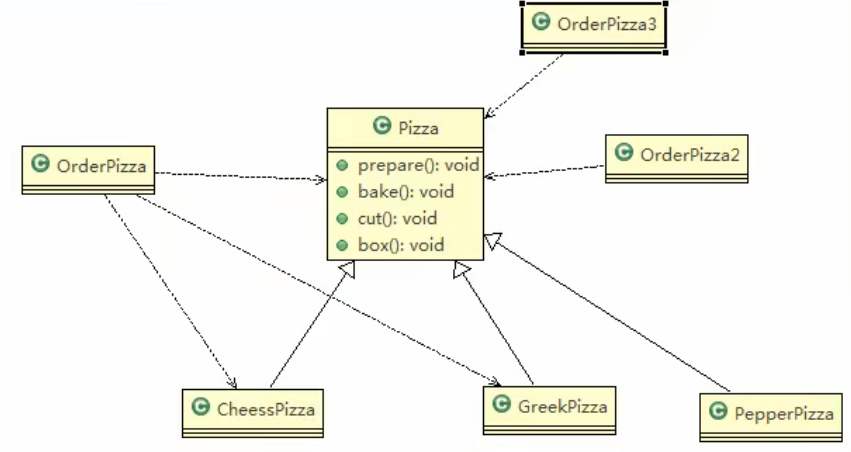 OrderPizza3
Pizza
OrderPizza
OrderPizza2
prepare(): void
bake(): void
cut(): void
box(): void
CheessPizza
GreekPizza
PepperPizza